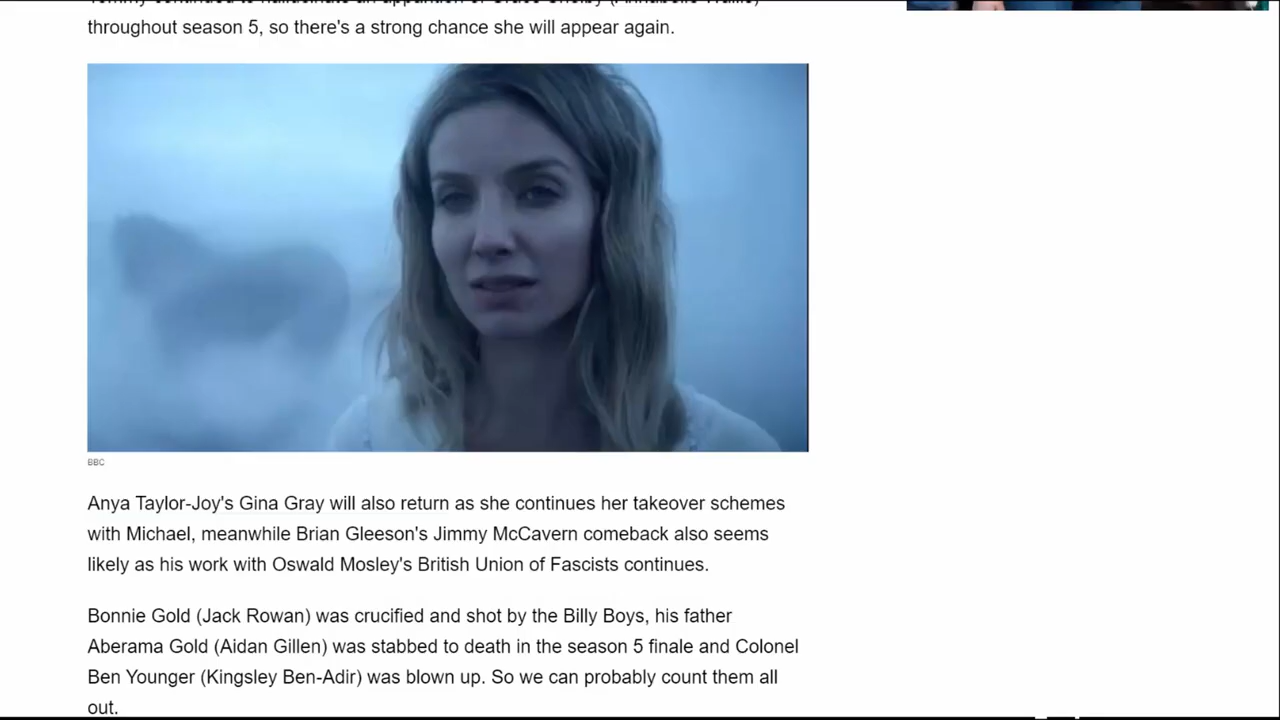 throughout season 5, so there's a strong chance she will appear again.
BBC
Anya Taylor-Joy's Gina Gray will also return as she continues her takeover schemes
with Michael, meanwhile Brian Gleeson's Jimmy McCavern comeback also seems
likely as his work with Oswald Mosley's British Union of Fascists continues.
Bonnie Gold (Jack Rowan) was crucified and shot by the Billy Boys, his father
Aberama Gold (Aidan Gillen) was stabbed to death in the season 5 finale and Colonel
Ben Younger (Kingsley Ben-Adir) was blown up. So we can probably count them all
out.